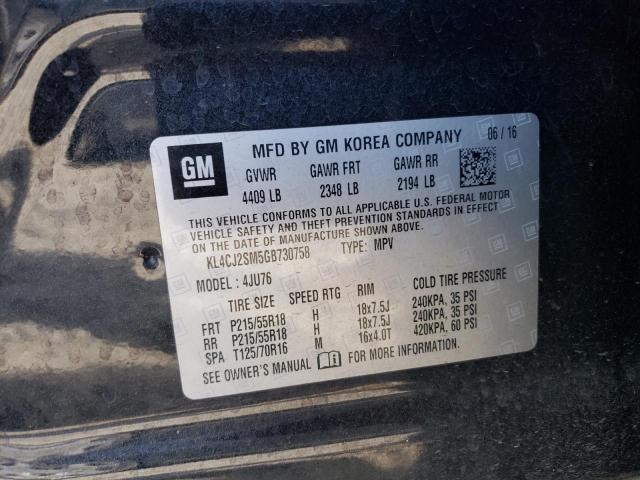 GM
MFD BY GM KOREA COMPANY 06 / 16
GVWR GAWR FRT GAWR RR
4409 LB 2348 LB 2194 LB
THIS VEHICLE CONFORMS TO ALL APPLICABLE U.S. FEDERAL MOTOR
VEHICLE SAFETY AND THEFT PREVENTION STANDARDS IN EFFECT
ON THE DATE OF MANUFACTURE SHOWN ABOVE.
KL4CJ2SM5GB730758 TYPE: MPV
MODEL: 4JU76
TIRE SIZE SPEED RTG RIM COLD TIRE PRESSURE
FRT P215/55R18 H 18x7.5J 240KPA, 35 PSI
RR P215/55R18 H 18x7.5J 240KPA, 35 PSI
SPA T125/70R16 M 16x4.0T 420KPA, 60 PSI
SEE OWNER'S MANUAL FOR MORE INFORMATION.